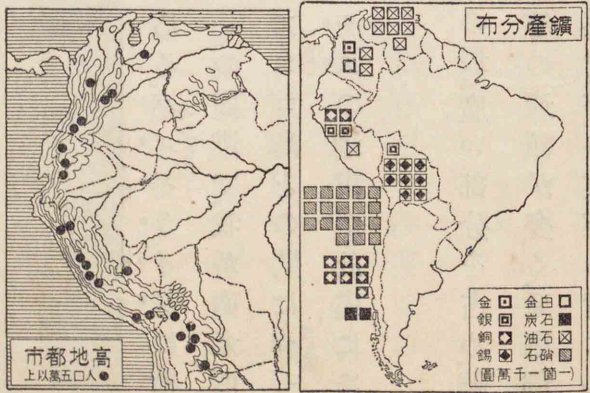 鑛產分布
3
白金 金
石炭 銀
石油 銅
硝石 錫
(一箇一千萬圓)
高地都市
人口五萬以上